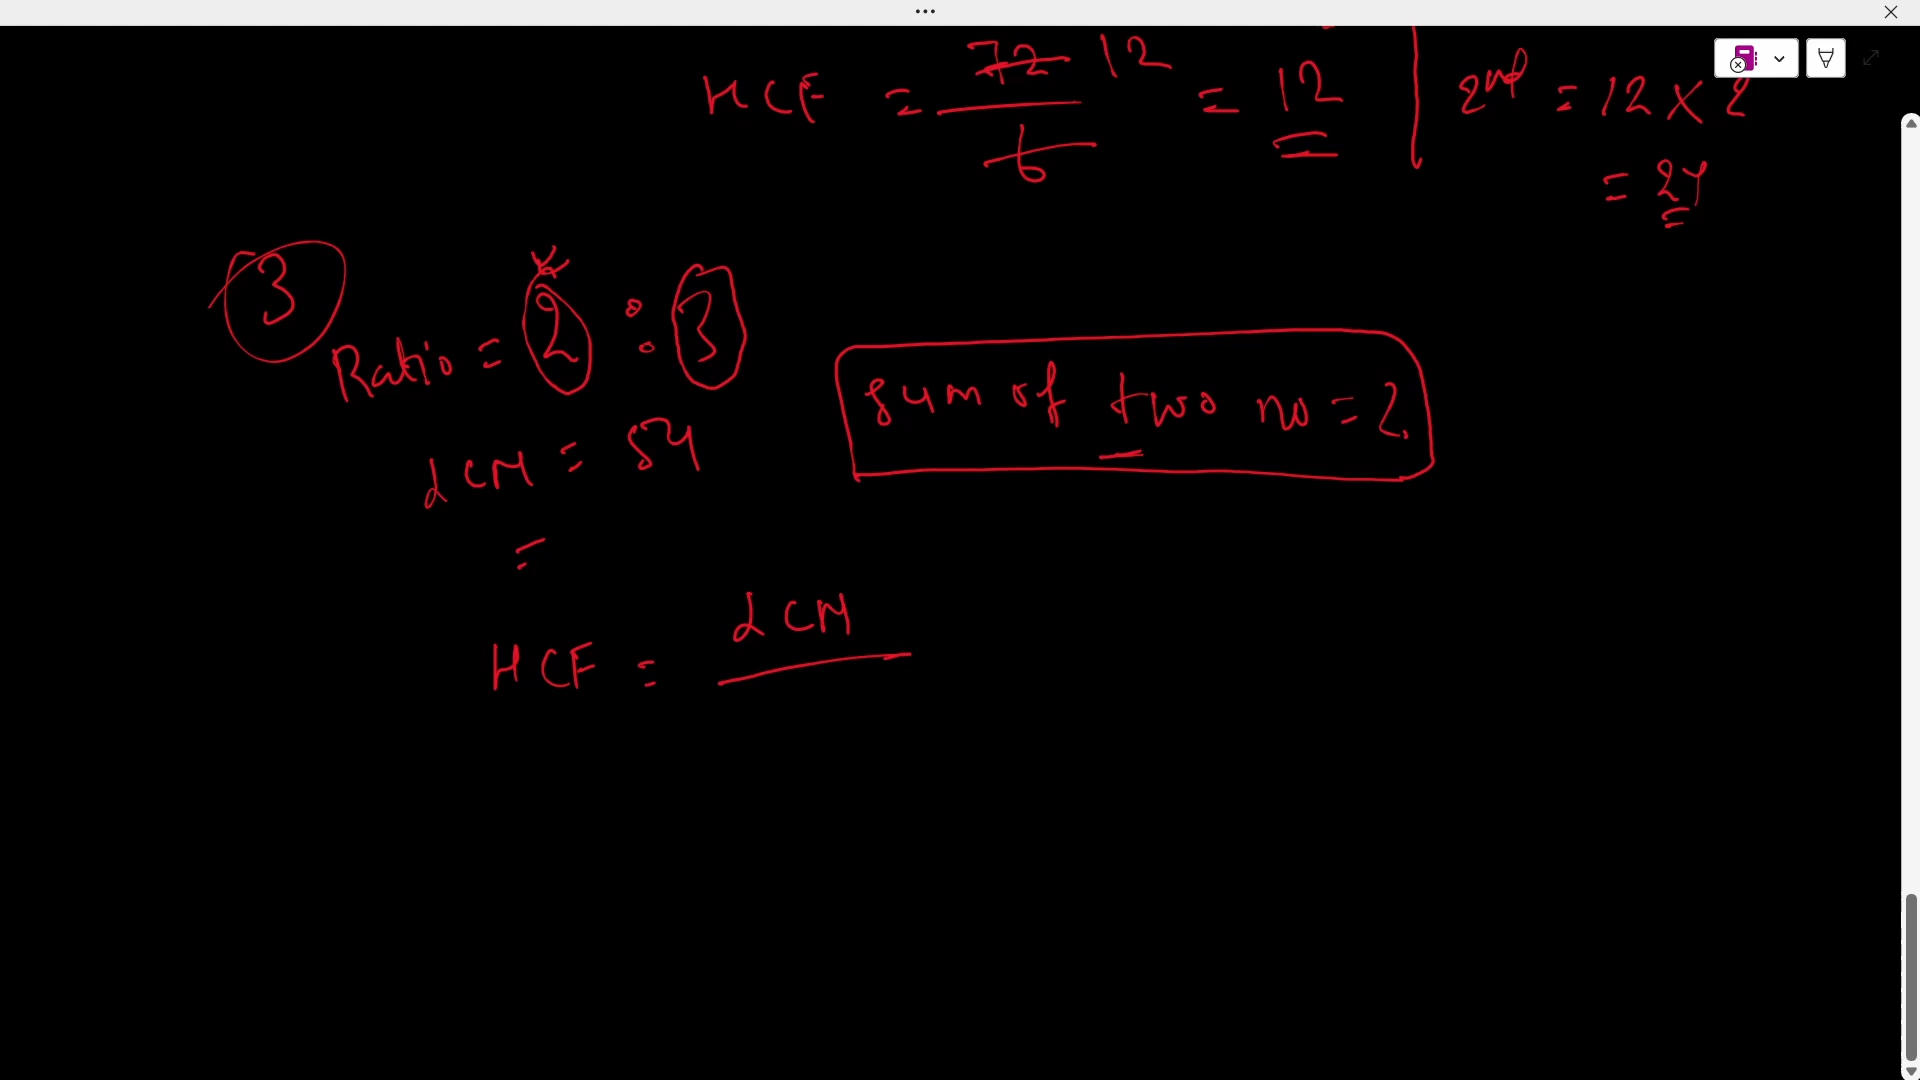 HCF = 72 12 / 6 = 12
2nd = 12 × 2
= 24
3
Ratio = 2 : 3
LCM = 54
sum of two no = ?
=
HCF = LCM